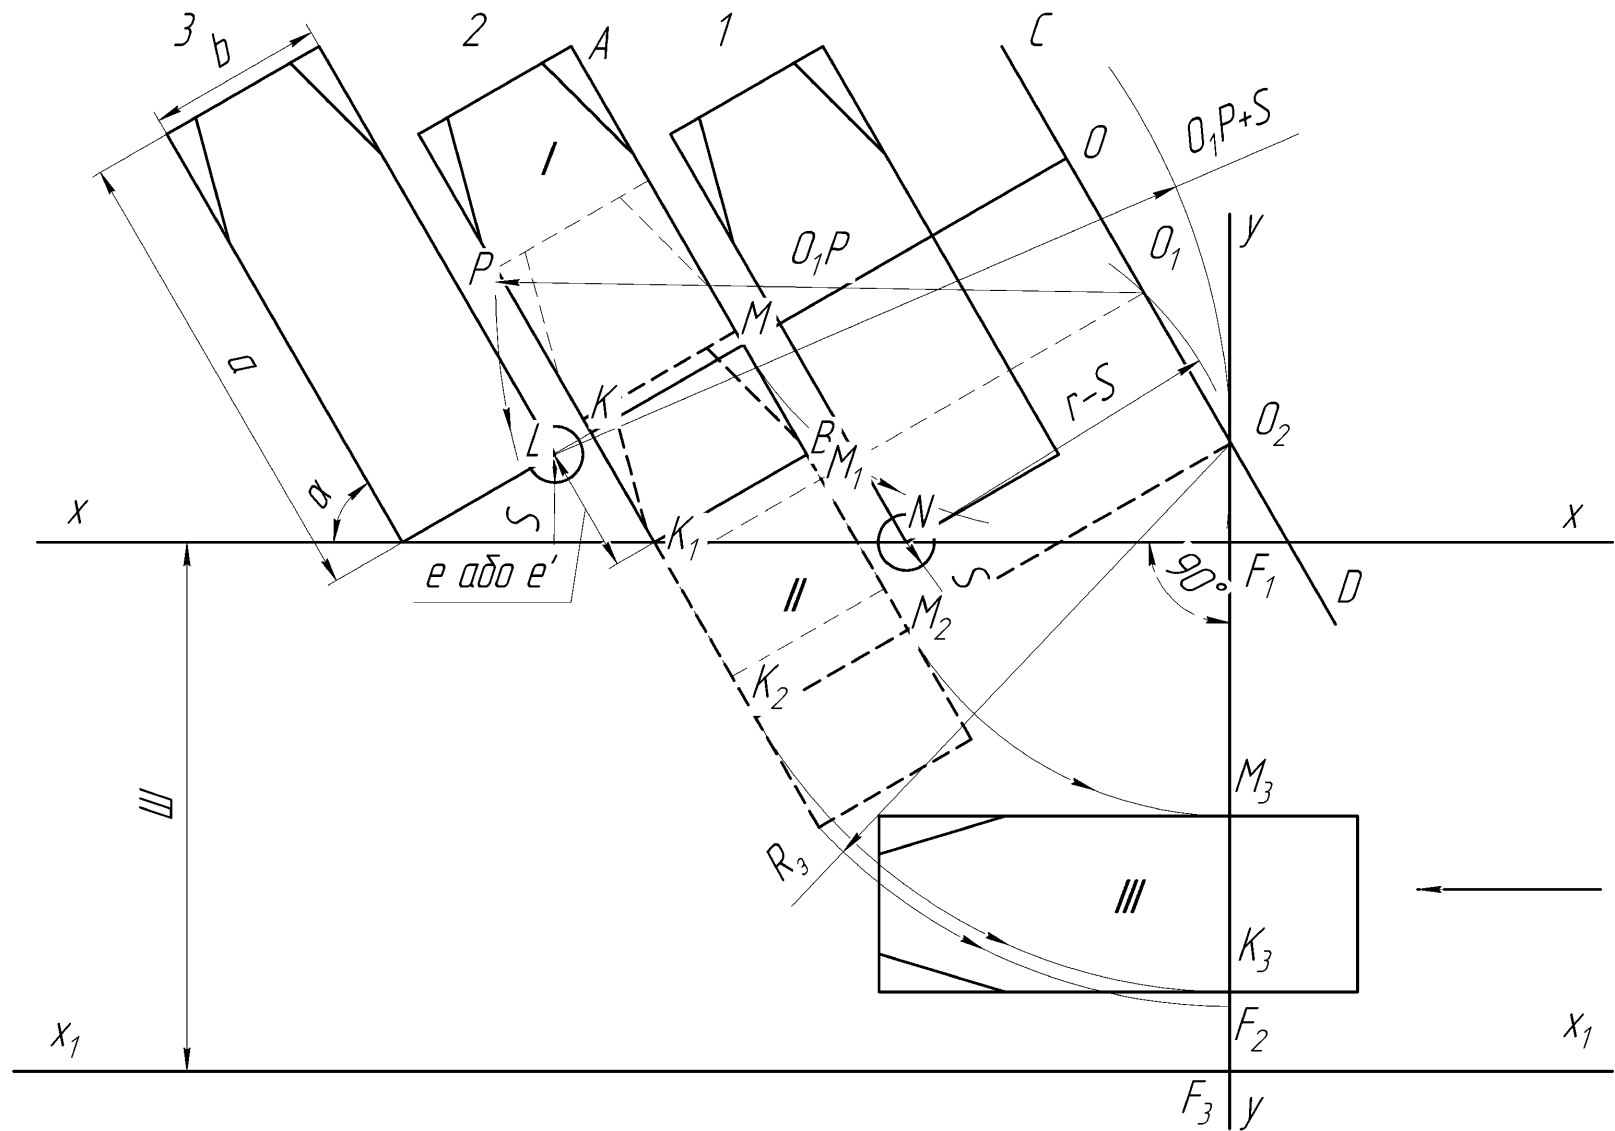 3
b
2
A
1
C
O
O₁P+S
I
y
P
O₁P
O₁
M
a
K
r-S
L
B
M₁
O₂
α
x
S
N
K₁
x
е або е'
S
90°
F₁
D
II
M₂
K₂
Ш
M₃
R₃
III
K₃
x₁
F₂
x₁
F₃
y